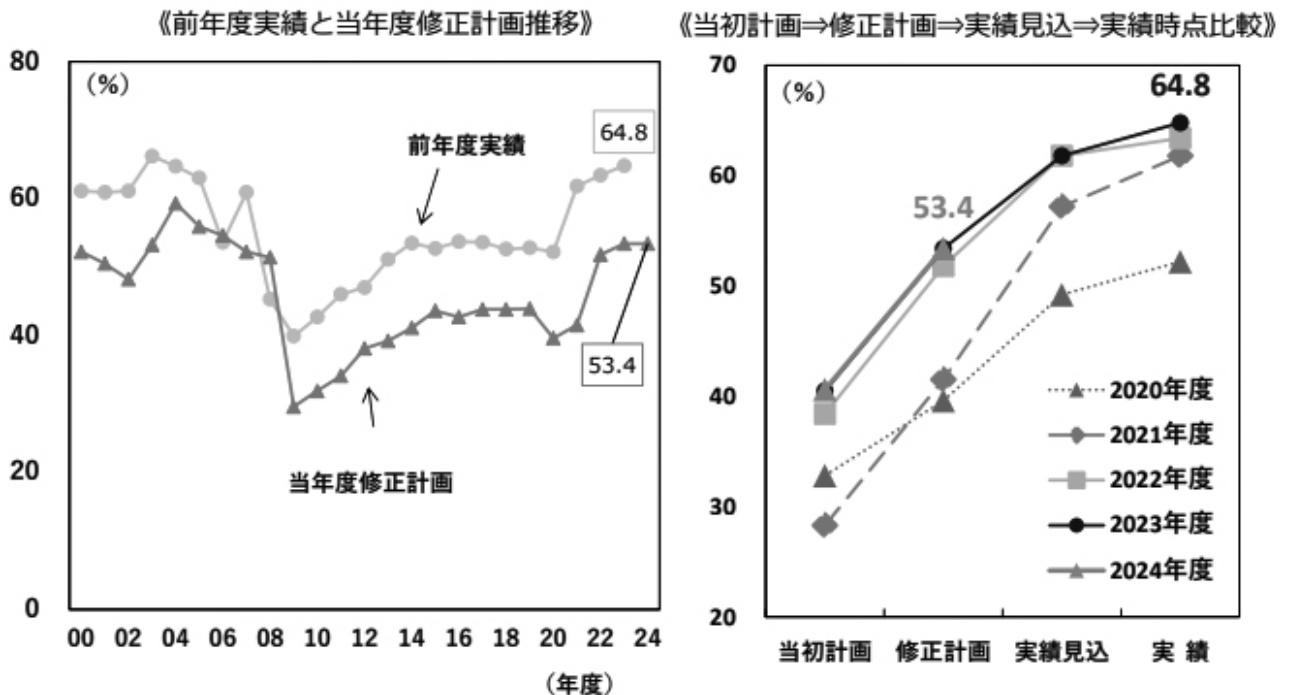 《前年度実績と当年度修正計画推移》
80
(%)
60
40
20
0
64.8
前年度実績
53.4
当年度修正計画
00 02 04 06 08 10 12 14 16 18 20 22 24
(年度)
《当初計画⇒修正計画⇒実績見込⇒実績時点比較》
70
(%)
60
50
40
30
20
64.8
53.4
2020年度
2021年度
2022年度
2023年度
2024年度
当初計画 修正計画 実績見込 実 績